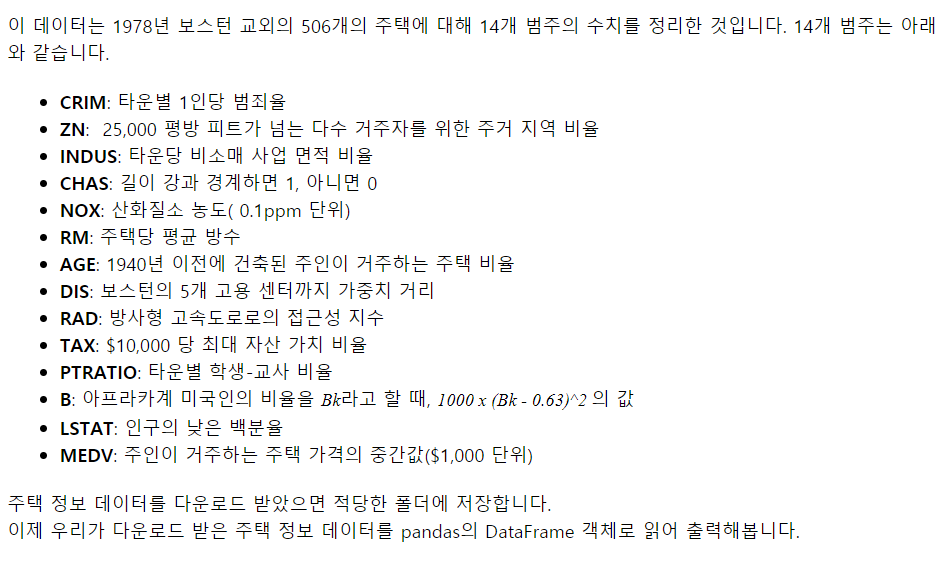 이 데이터는 1978년 보스턴 교외의 506개의 주택에 대해 14개 범주의 수치를 정리한 것입니다. 14개 범주는 아래
와 같습니다.
• CRIM: 타운별 1인당 범죄율
• ZN:  25,000 평방 피트가 넘는 다수 거주자를 위한 주거 지역 비율
• INDUS: 타운당 비소매 사업 면적 비율
• CHAS: 길이 강과 경계하면 1, 아니면 0
• NOX: 산화질소 농도( 0.1ppm 단위)
• RM: 주택당 평균 방수
• AGE: 1940년 이전에 건축된 주인이 거주하는 주택 비율
• DIS: 보스턴의 5개 고용 센터까지 가중치 거리
• RAD: 방사형 고속도로로의 접근성 지수
• TAX: $10,000 당 최대 자산 가치 비율
• PTRATIO: 타운별 학생-교사 비율
• B: 아프라카계 미국인의 비율을 Bk라고 할 때, 1000 x (Bk - 0.63)^2 의 값
• LSTAT: 인구의 낮은 백분율
• MEDV: 주인이 거주하는 주택 가격의 중간값($1,000 단위)
주택 정보 데이터를 다운로드 받았으면 적당한 폴더에 저장합니다.
이제 우리가 다운로드 받은 주택 정보 데이터를 pandas의 DataFrame 객체로 읽어 출력해봅니다.